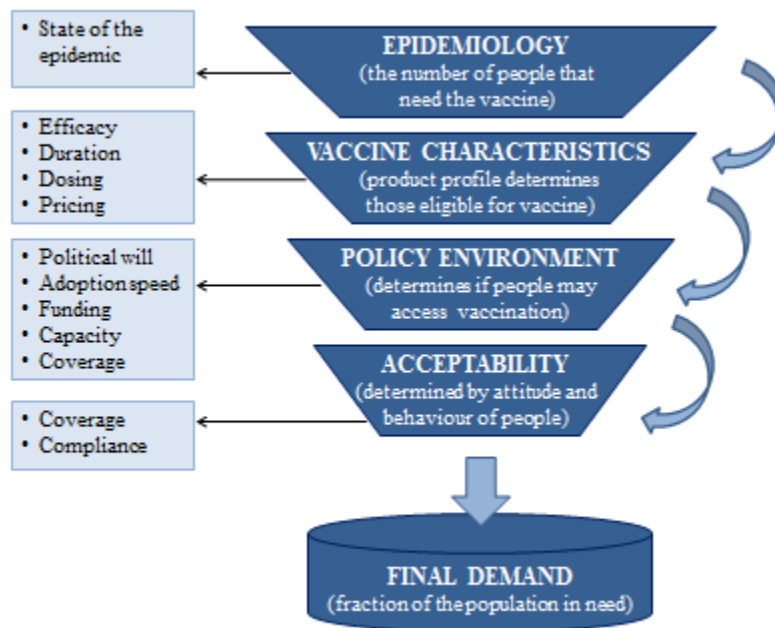 • State of the
epidemic
EPIDEMIOLOGY
(the number of people that
need the vaccine)
• Efficacy
• Duration
• Dosing
• Pricing
VACCINE CHARACTERISTICS
(product profile determines
those eligible for vaccine)
• Political will
• Adoption speed
• Funding
• Capacity
• Coverage
POLICY ENVIRONMENT
(determines if people may
access vaccination)
• Coverage
• Compliance
ACCEPTABILITY
(determined by attitude and
behaviour of people)
FINAL DEMAND
(fraction of the population in need)